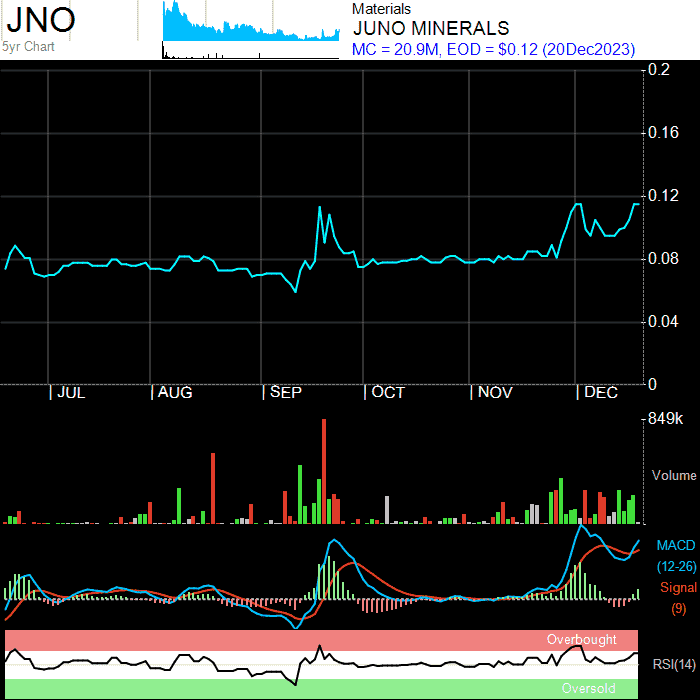 JNO
5yr Chart
Materials
JUNO MINERALS
MC = 20.9M, EOD = $0.12 (20Dec2023)
0.2
0.16
0.12
0.08
0.04
0
| JUL | AUG | SEP | OCT | NOV | DEC
849k
Volume
MACD
(12-26)
Signal
(9)
Overbought
RSI(14)
Oversold